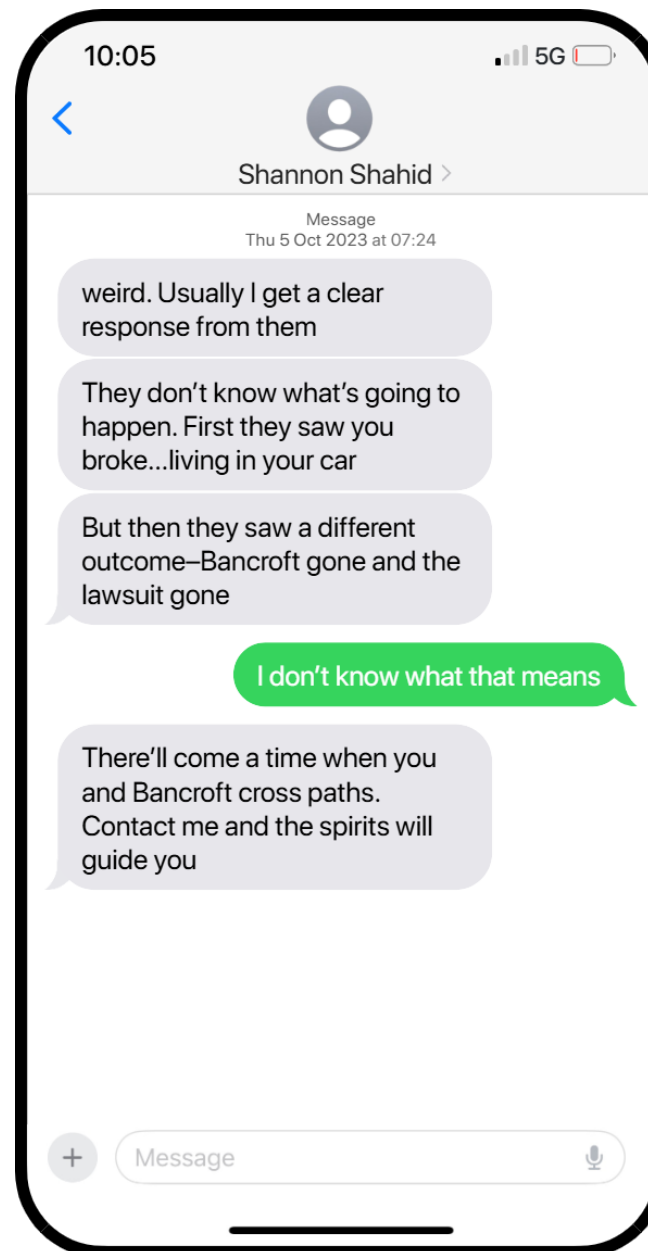 10:05
5G
Shannon Shahid
Message
Thu 5 Oct 2023 at 07:24
weird. Usually I get a clear
response from them
They don’t know what’s going to
happen. First they saw you
broke...living in your car
But then they saw a different
outcome–Bancroft gone and the
lawsuit gone
I don’t know what that means
There’ll come a time when you
and Bancroft cross paths.
Contact me and the spirits will
guide you
Message